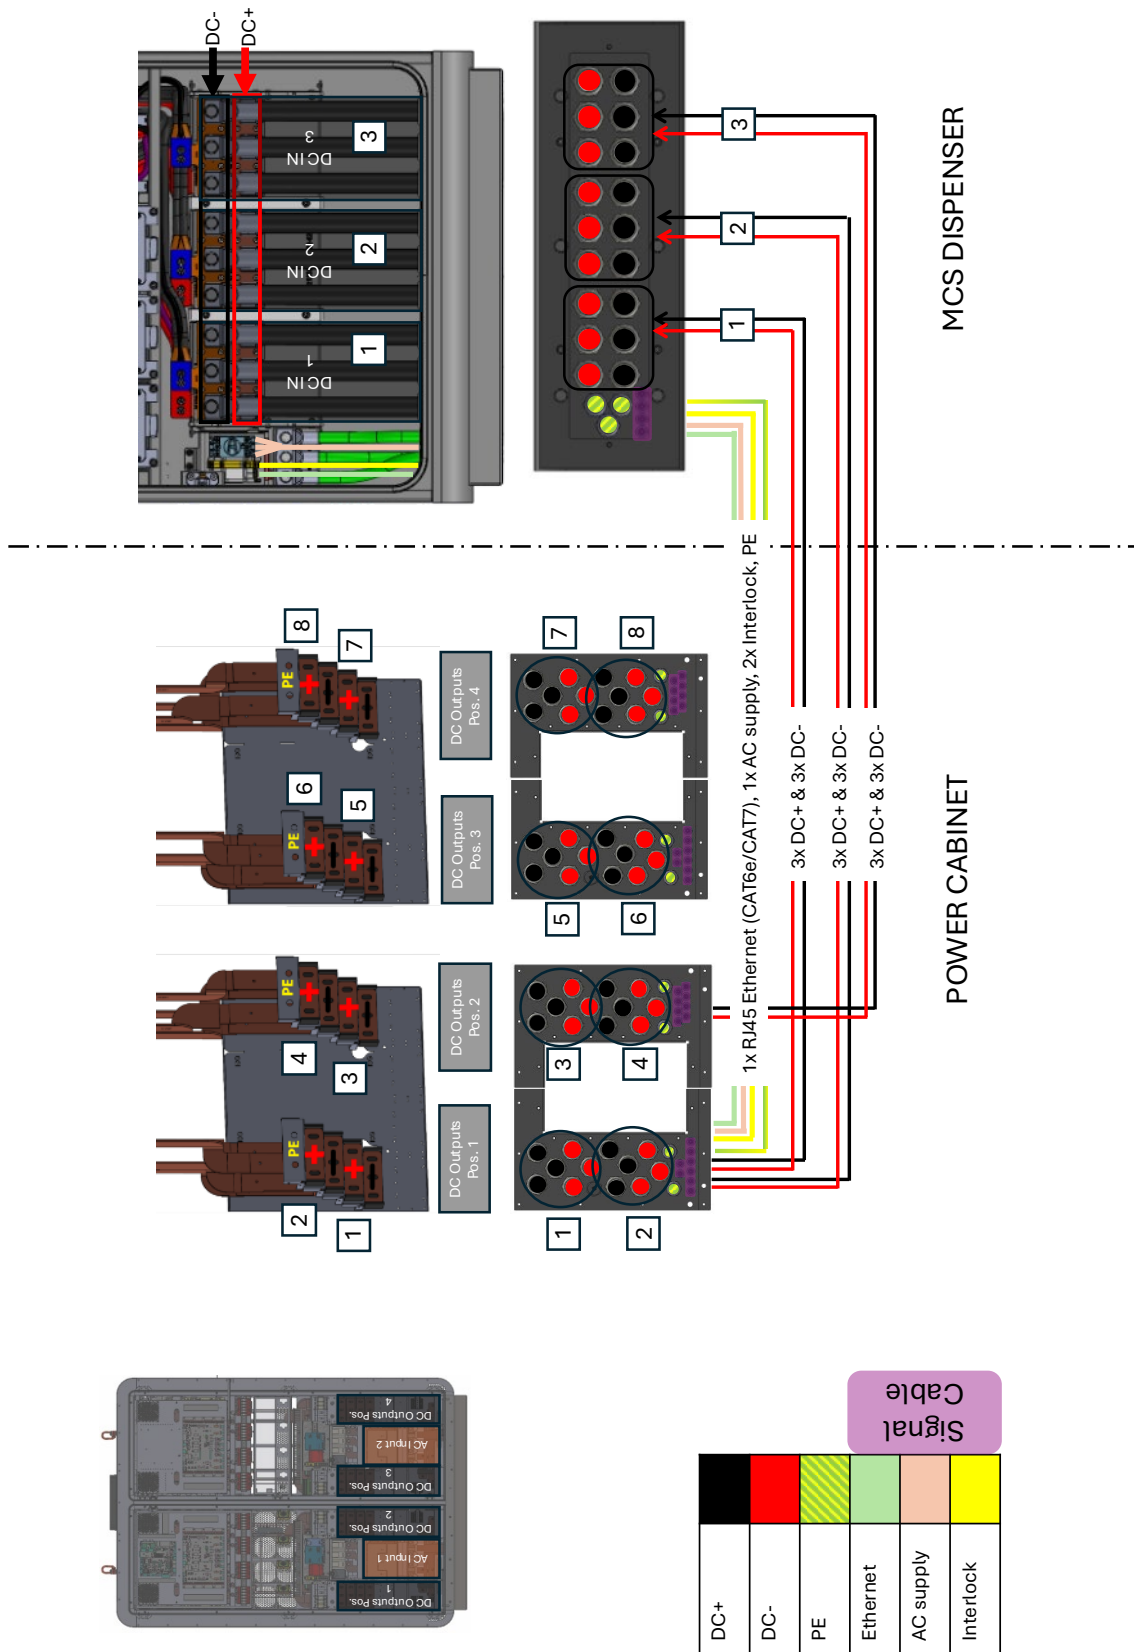 DC-
DC+
DC IN
1
DC IN
2
DC IN
3
1
2
3
1
2
3
MCS DISPENSER
8
7
6
5
4
3
2
1
PE
PE
PE
PE
DC Outputs
Pos. 1
DC Outputs
Pos. 2
DC Outputs
Pos. 3
DC Outputs
Pos. 4
1
2
3
4
5
6
7
8
1x RJ45 Ethernet (CAT6e/CAT7), 1x AC supply, 2x Interlock, PE
3x DC+ & 3x DC-
3x DC+ & 3x DC-
3x DC+ & 3x DC-
POWER CABINET
DC Outputs Pos.
1
AC Input 1
DC Outputs Pos.
2
DC Outputs Pos.
3
AC Input 2
DC Outputs Pos.
4
DC+
DC-
PE
Ethernet
AC supply
Interlock
Signal
Cable